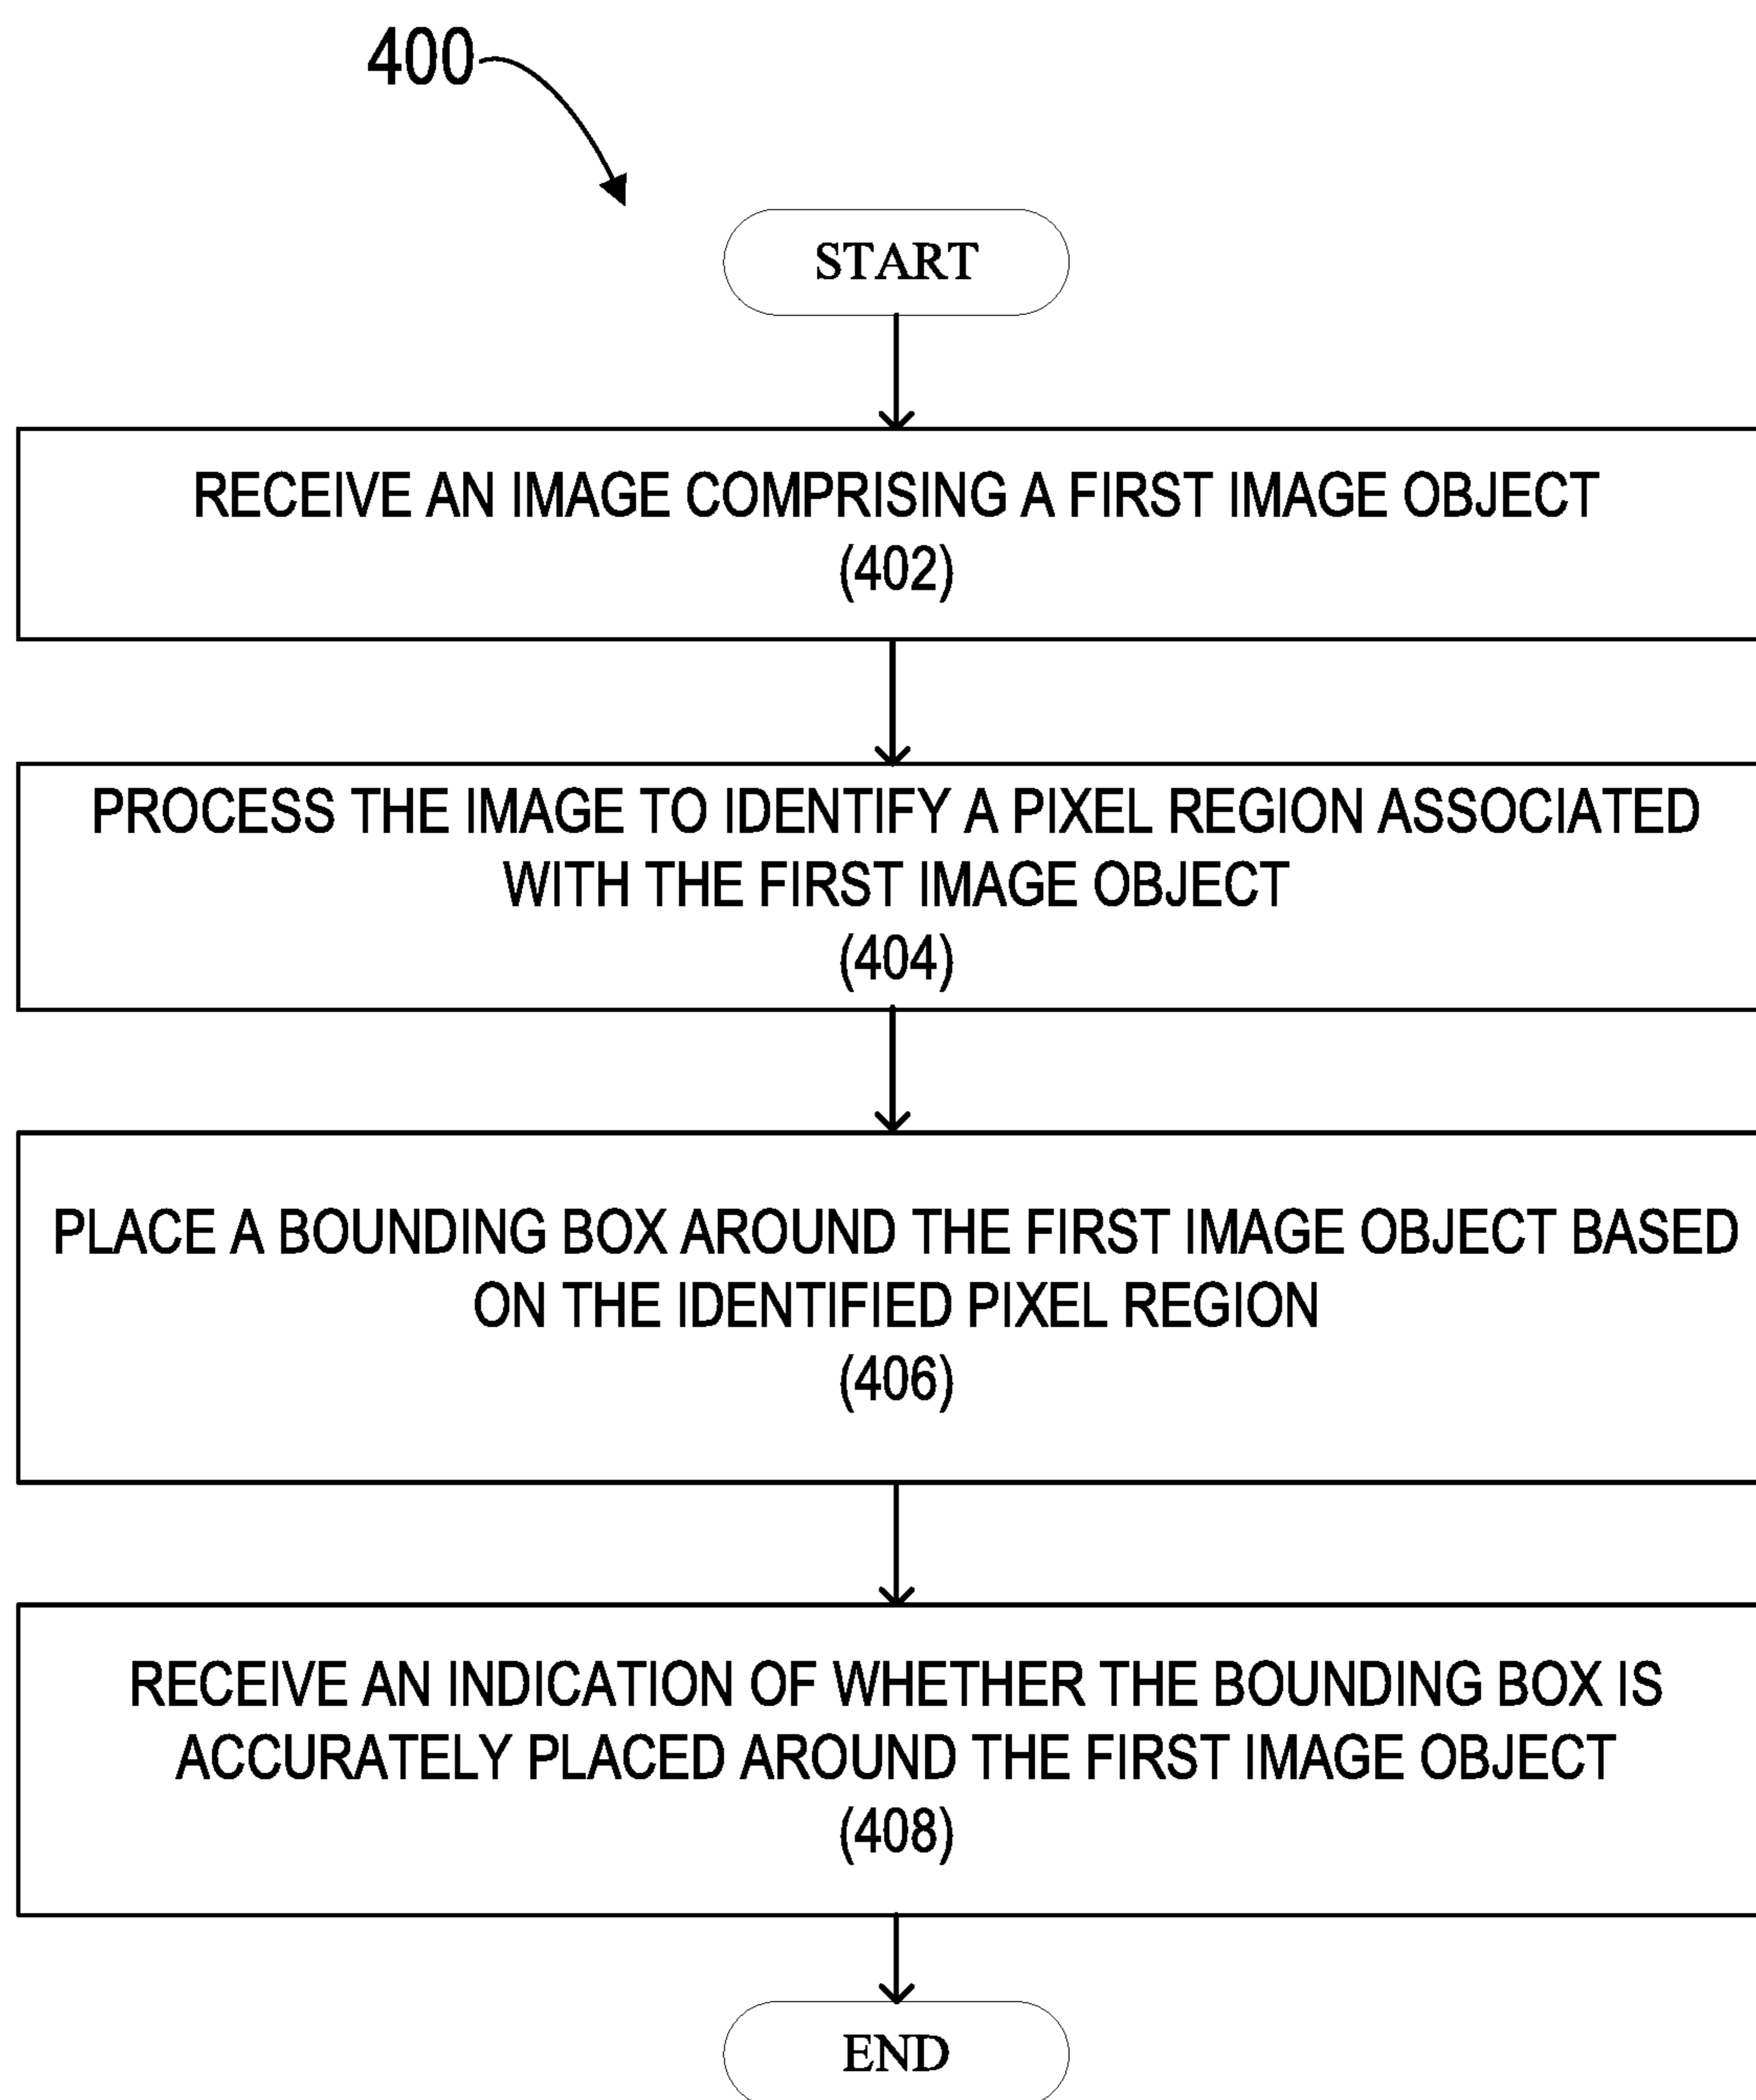 400
START
RECEIVE AN IMAGE COMPRISING A FIRST IMAGE OBJECT
(402)
PROCESS THE IMAGE TO IDENTIFY A PIXEL REGION ASSOCIATED
WITH THE FIRST IMAGE OBJECT
(404)
PLACE A BOUNDING BOX AROUND THE FIRST IMAGE OBJECT BASED
ON THE IDENTIFIED PIXEL REGION
(406)
RECEIVE AN INDICATION OF WHETHER THE BOUNDING BOX IS
ACCURATELY PLACED AROUND THE FIRST IMAGE OBJECT
(408)
END